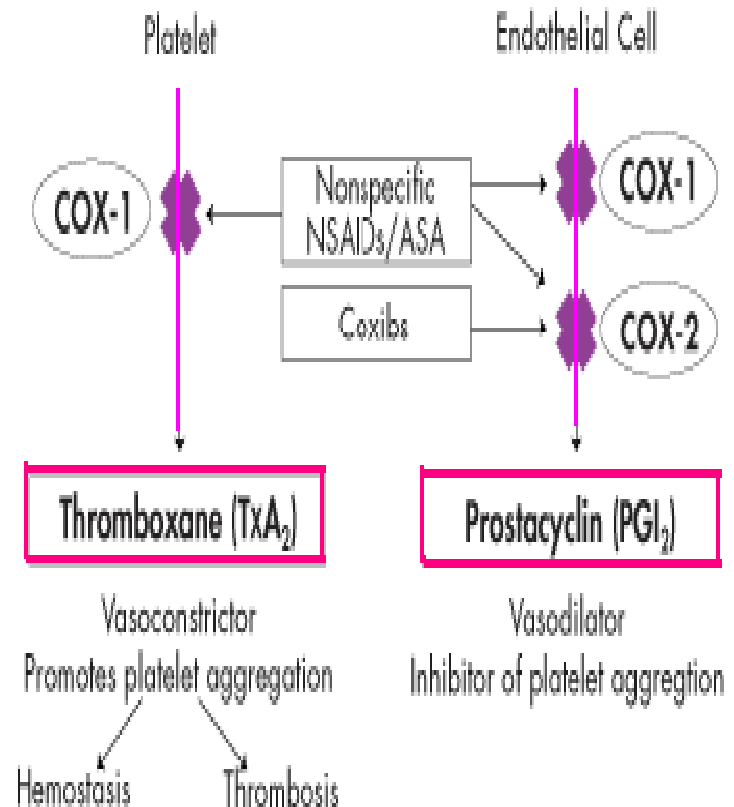 Platelet
Endothelial Cell
COX-1
Nonspecific
NSAIDs/ASA
COX-1
Coxibs
COX-2
Thromboxane (TxA₂)
Prostacyclin (PGI₂)
Vasoconstrictor
Promotes platelet aggregation
Vasodilator
Inhibitor of platelet aggregtion
Hemostasis
Thrombosis